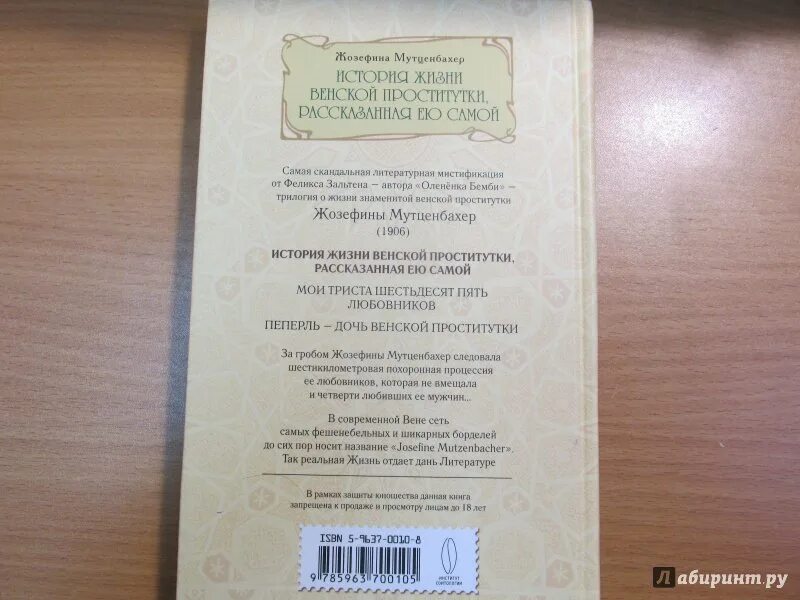 Жозефина Мутценбахер
ИСТОРИЯ ЖИЗНИ
ВЕНСКОЙ ПРОСТИТУТКИ,
РАССКАЗАННАЯ ЕЮ САМОЙ
Самая скандальная литературная мистификация
от Феликса Зальтена – автора «Оленёнка Бемби» –
трилогия о жизни знаменитой венской проститутки
Жозефины Мутценбахер
(1906)
ИСТОРИЯ ЖИЗНИ ВЕНСКОЙ ПРОСТИТУТКИ,
РАССКАЗАННАЯ ЕЮ САМОЙ
МОИ ТРИСТА ШЕСТЬДЕСЯТ ПЯТЬ
ЛЮБОВНИКОВ
ПЕПЕРЛЬ – ДОЧЬ ВЕНСКОЙ ПРОСТИТУТКИ
За гробом Жозефины Мутценбахер следовала
шестикилометровая похоронная процессия
ее любовников, которая не вмещала
и четверти любивших ее мужчин...
В современной Вене сеть
самых фешенебельных и шикарных борделей
до сих пор носит название «Josefine Mutzenbacher».
Так реальная Жизнь отдает дань Литературе
В рамках защиты юношества данная книга
запрещена к продаже и просмотру лицам до 18 лет
ISBN 5-9637-0010-8
9 785963 700105
ИНСТИТУТ
СОИТОЛОГИИ
Лабиринт.ру